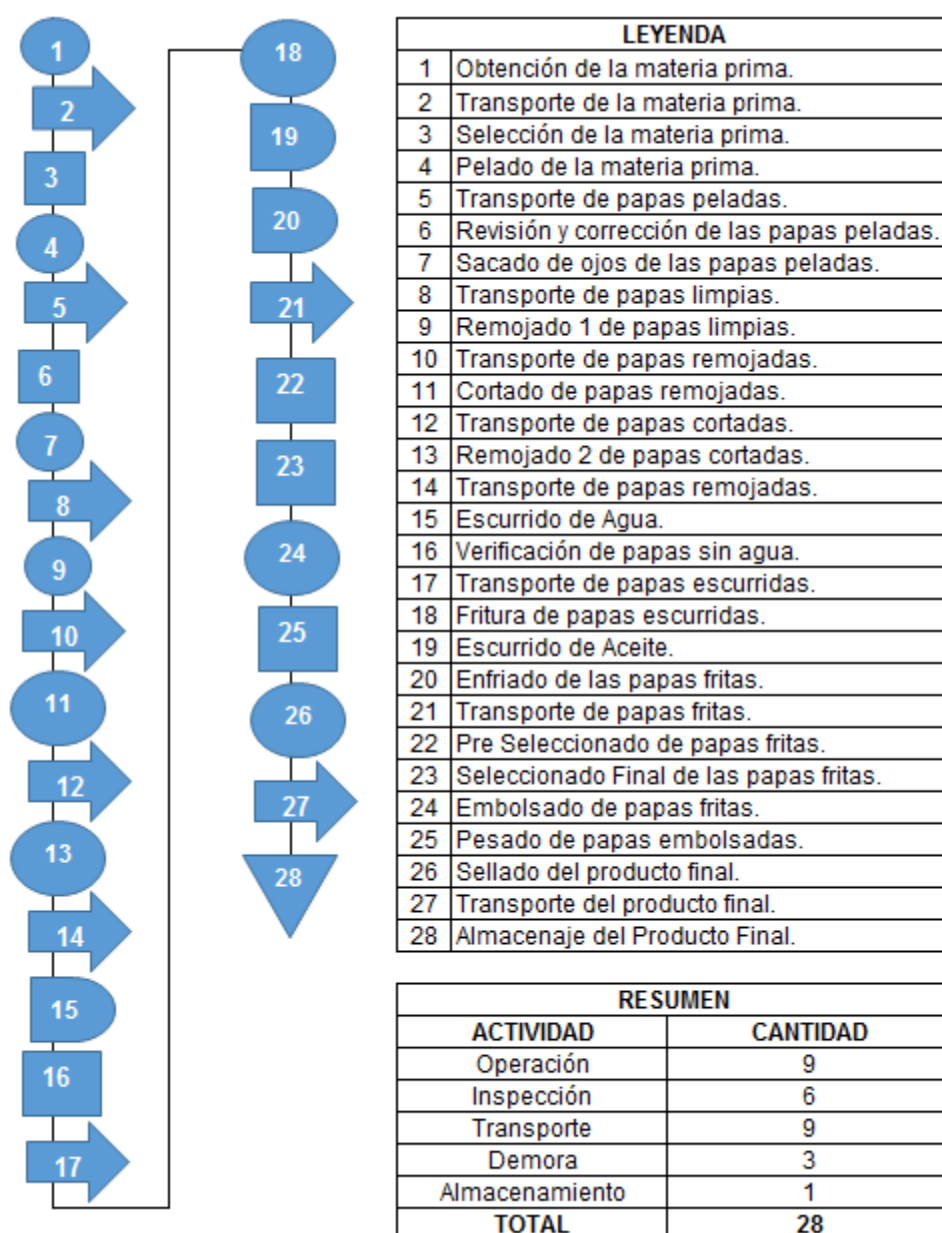 1
2
3
4
5
6
7
8
9
10
11
12
13
14
15
16
17
18
19
20
21
22
23
24
25
26
27
28
LEYENDA
1 Obtención de la materia prima.
2 Transporte de la materia prima.
3 Selección de la materia prima.
4 Pelado de la materia prima.
5 Transporte de papas peladas.
6 Revisión y corrección de las papas peladas.
7 Sacado de ojos de las papas peladas.
8 Transporte de papas limpias.
9 Remojado 1 de papas limpias.
10 Transporte de papas remojadas.
11 Cortado de papas remojadas.
12 Transporte de papas cortadas.
13 Remojado 2 de papas cortadas.
14 Transporte de papas remojadas.
15 Escurrido de Agua.
16 Verificación de papas sin agua.
17 Transporte de papas escurridas.
18 Fritura de papas escurridas.
19 Escurrido de Aceite.
20 Enfriado de las papas fritas.
21 Transporte de papas fritas.
22 Pre Seleccionado de papas fritas.
23 Seleccionado Final de las papas fritas.
24 Embolsado de papas fritas.
25 Pesado de papas embolsadas.
26 Sellado del producto final.
27 Transporte del producto final.
28 Almacenaje del Producto Final.
RESUMEN
ACTIVIDAD CANTIDAD
Operación 9
Inspección 6
Transporte 9
Demora 3
Almacenamiento 1
TOTAL 28